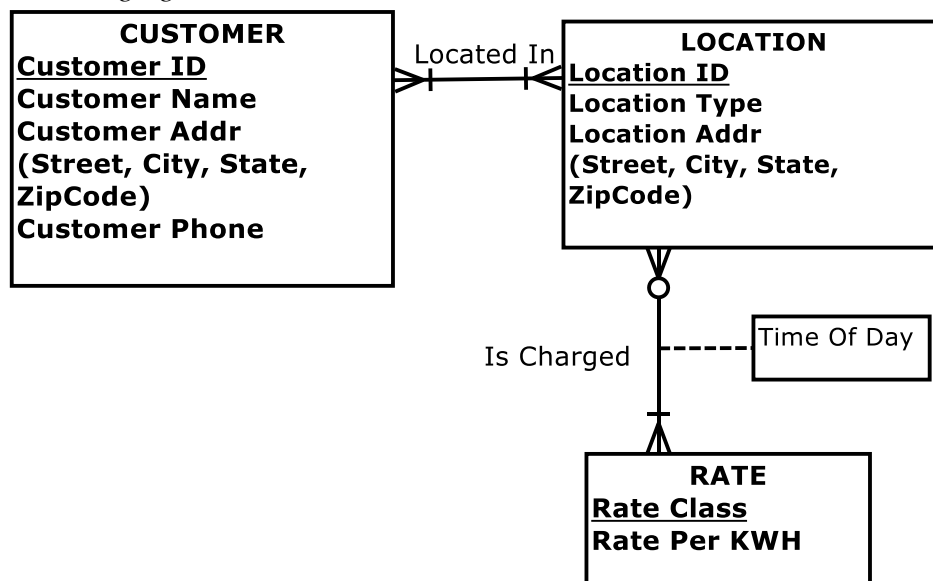 CUSTOMER
Customer ID
Customer Name
Customer Addr
(Street, City, State,
ZipCode)
Customer Phone
Located In
LOCATION
Location ID
Location Type
Location Addr
(Street, City, State,
ZipCode)
Is Charged
Time Of Day
RATE
Rate Class
Rate Per KWH